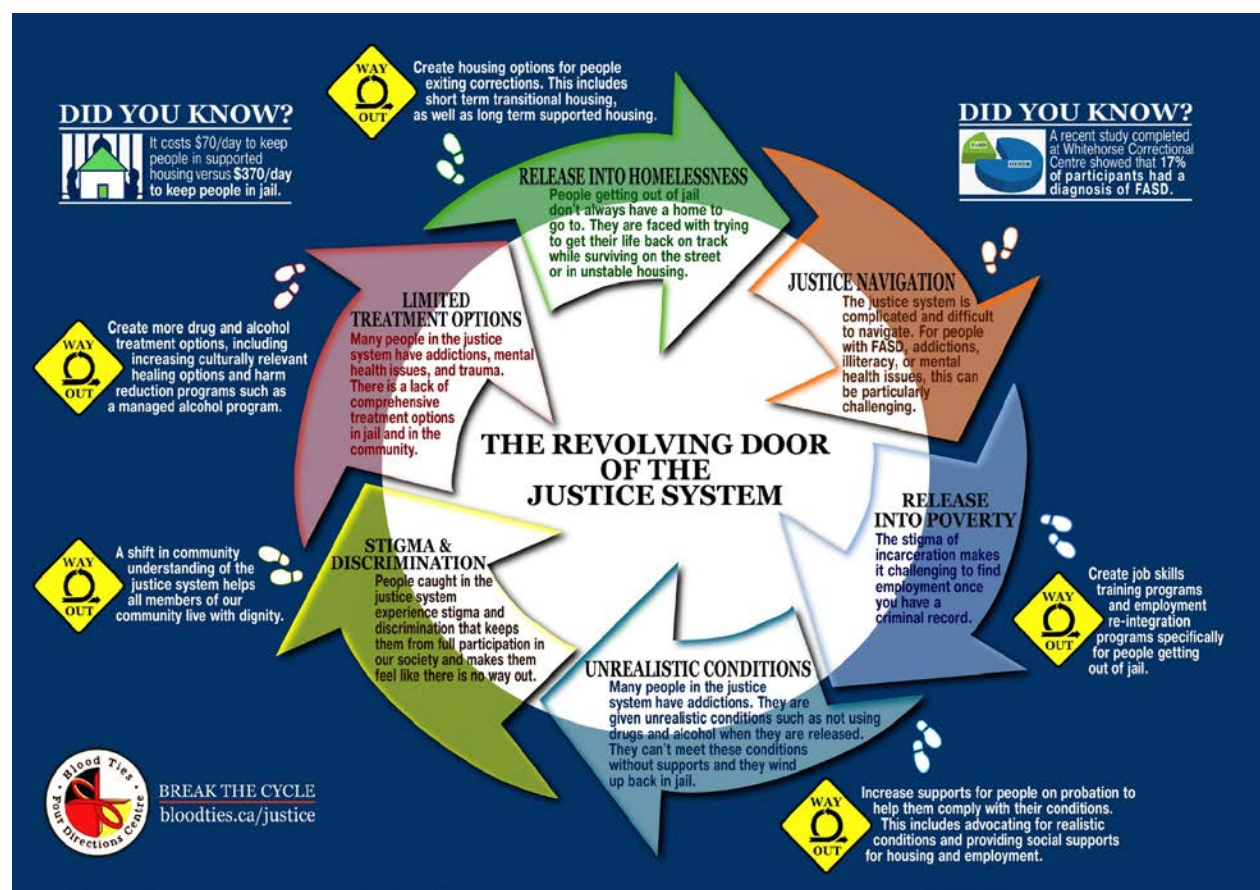 WAY
OUT
Create housing options for people
exiting corrections. This includes
short term transitional housing,
as well as long term supported housing.
DID YOU KNOW?
It costs $70/day to keep
people in supported
housing versus $370/day
to keep people in jail.
DID YOU KNOW?
FASD
OTHER
A recent study completed
at Whitehorse Correctional
Centre showed that 17%
of participants had a
diagnosis of FASD.
RELEASE INTO HOMELESSNESS
People getting out of jail
don't always have a home to
go to. They are faced with trying
to get their life back on track
while surviving on the street
or in unstable housing.
JUSTICE NAVIGATION
The justice system is
complicated and difficult
to navigate. For people
with FASD, addictions,
illiteracy, or mental
health issues, this can
be particularly
challenging.
LIMITED
TREATMENT OPTIONS
Many people in the justice
system have addictions, mental
health issues, and trauma.
There is a lack of
comprehensive
treatment options
in jail and in the
community.
WAY
OUT
Create more drug and alcohol
treatment options, including
increasing culturally relevant
healing options and harm
reduction programs such as
a managed alcohol program.
THE REVOLVING DOOR
OF THE
JUSTICE SYSTEM
RELEASE
INTO POVERTY
The stigma of
incarceration makes
it challenging to find
employment once
you have a
criminal record.
WAY
OUT
Create job skills
training programs
and employment
re-integration
programs specifically
for people getting
out of jail.
STIGMA &
DISCRIMINATION
People caught in the
justice system
experience stigma and
discrimination that keeps
them from full participation in
our society and makes them
feel like there is no way out.
WAY
OUT
A shift in community
understanding of the
justice system helps
all members of our
community live with dignity.
UNREALISTIC CONDITIONS
Many people in the justice
system have addictions. They are
given unrealistic conditions such as not using
drugs and alcohol when they are released.
They can't meet these conditions
without supports and they wind
up back in jail.
WAY
OUT
Increase supports for people on probation to
help them comply with their conditions.
This includes advocating for realistic
conditions and providing social supports
for housing and employment.
Blood Ties
Four Directions Centre
BREAK THE CYCLE
bloodties.ca/justice